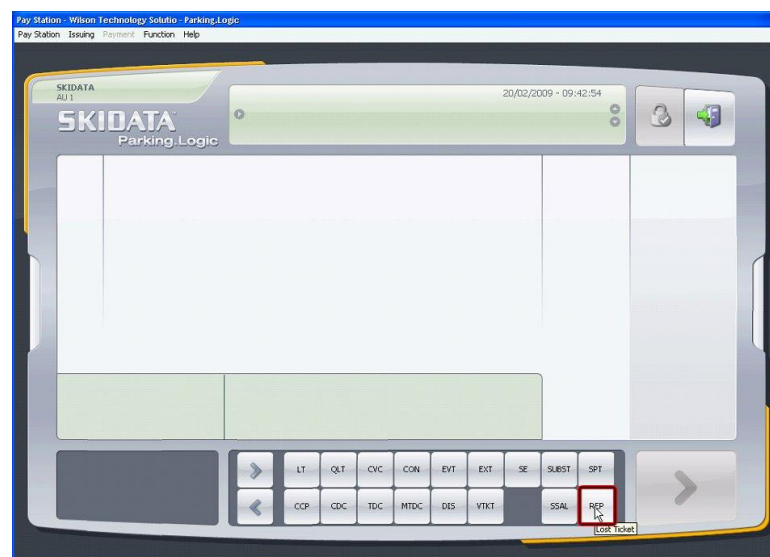 Pay Station - Wilson Technology Solutio - Parking.Logic
Pay Station Issuing Payment Function Help
SKIDATA
AU 1
SKIDATA
Parking.Logic
20/02/2009 - 09:42:54
LT QLT CVC CON EVT EXT SE SUBST SPT
CCP CDC TDC MTDC DIS VTKT SSAL REP
Lost Ticket